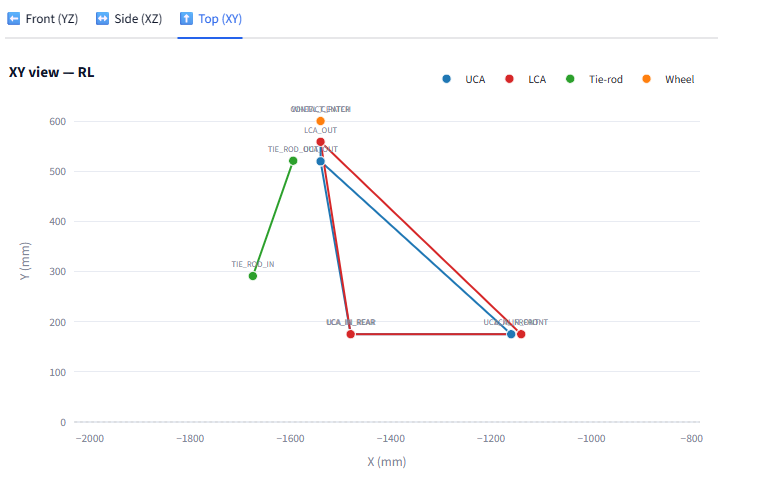 Front (YZ) Side (XZ) Top (XY)
XY view — RL
UCA LCA Tie-rod Wheel
LCA_OUT
TIE_ROD_IN
600
500
400
300
200
100
0
Y (mm)
−2000 −1800 −1600 −1400 −1200 −1000 −800
X (mm)